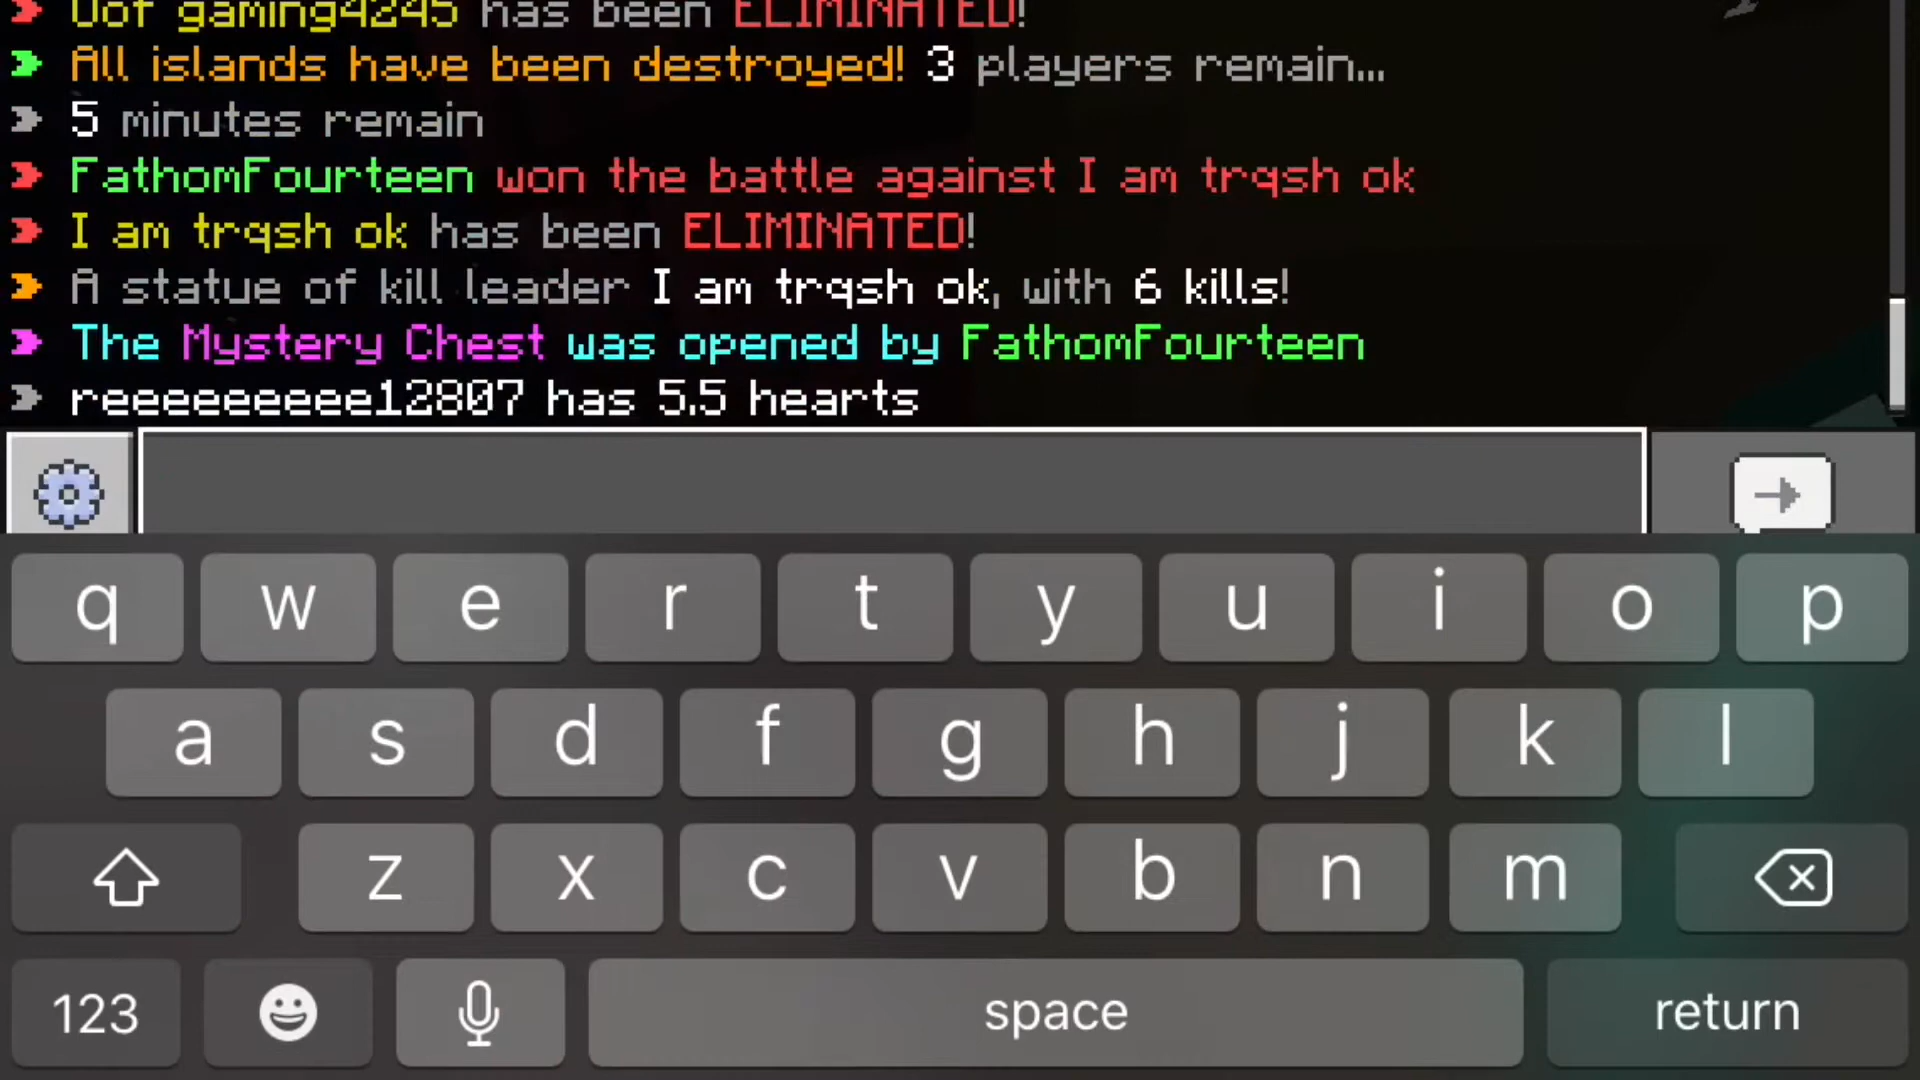 Oof gaming4245 has been ELIMINATED!
All islands have been destroyed! 3 players remain...
5 minutes remain
FathomFourteen won the battle against I am trqsh ok
I am trqsh ok has been ELIMINATED!
A statue of kill leader I am trqsh ok, with 6 kills!
The Mystery Chest was opened by FathomFourteen
reeeeeeeee12807 has 5.5 hearts
q w e r t y u i o p
a s d f g h j k l
z x c v b n m
123 space return